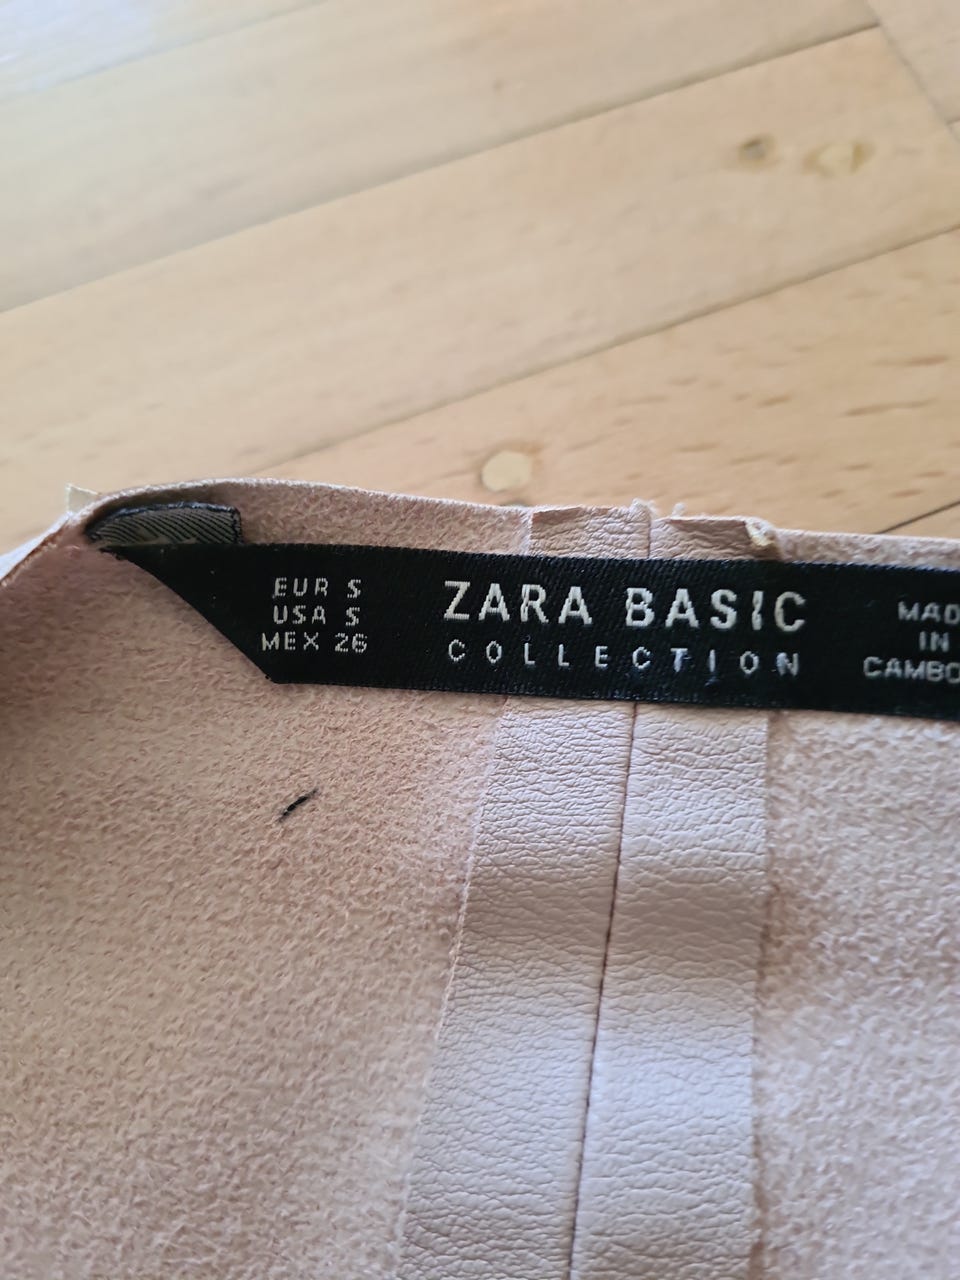 EUR S
USA S
MEX 26
ZARA BASIC
COLLECTION
MAD
IN
CAMBO